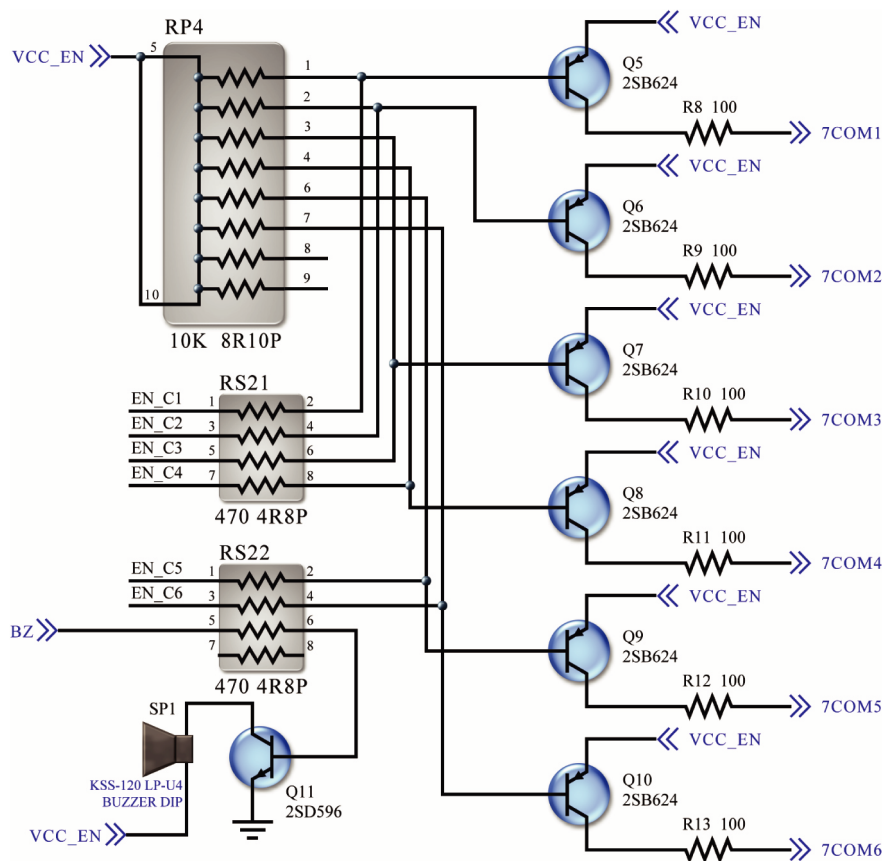 RP4
VCC_EN
5
1
2
3
4
6
7
8
9
10
10K 8R10P
VCC_EN
Q5
2SB624
R8 100
7COM1
VCC_EN
Q6
2SB624
R9 100
7COM2
VCC_EN
Q7
2SB624
R10 100
7COM3
VCC_EN
Q8
2SB624
R11 100
7COM4
VCC_EN
Q9
2SB624
R12 100
7COM5
VCC_EN
Q10
2SB624
R13 100
7COM6
RS21
EN_C1 1 2
EN_C2 3 4
EN_C3 5 6
EN_C4 7 8
470 4R8P
RS22
EN_C5 1 2
EN_C6 3 4
BZ 5 6
7 8
470 4R8P
SP1
KSS-120 LP-U4
BUZZER DIP
VCC_EN
Q11
2SD596